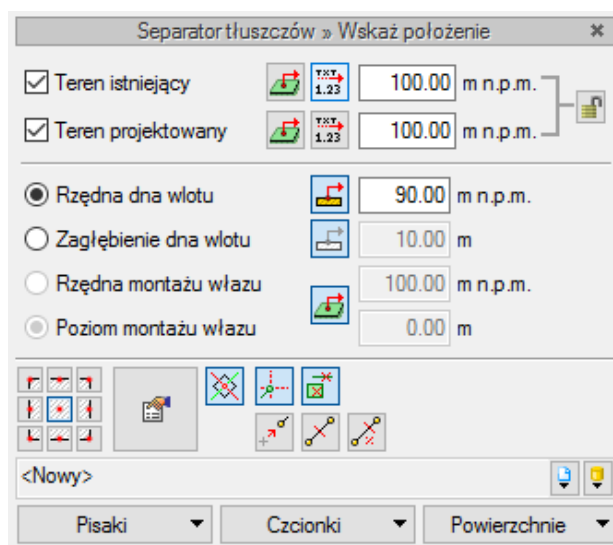 Separator tłuszczów » Wskaż położenie
Teren istniejący TXT 1.23 100.00 m n.p.m.
Teren projektowany TXT 1.23 100.00 m n.p.m.
Rzędna dna wlotu 90.00 m n.p.m.
Zagłębienie dna wlotu 10.00 m
Rzędna montażu włazu 100.00 m n.p.m.
Poziom montażu włazu 0.00 m
<Nowy>
Pisaki Czcionki Powierzchnie